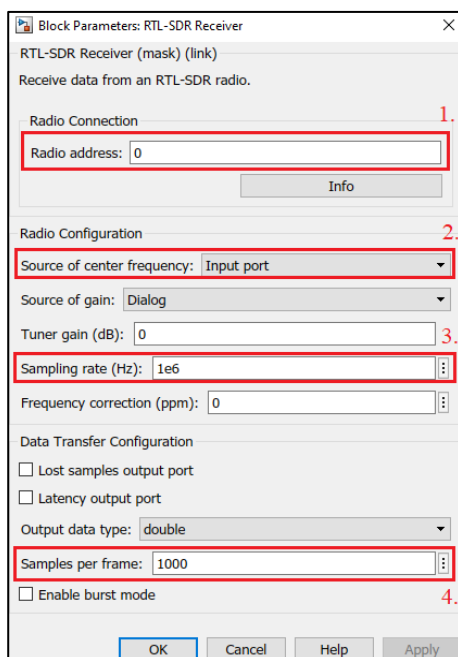 Block Parameters: RTL-SDR Receiver
RTL-SDR Receiver (mask) (link)
Receive data from an RTL-SDR radio.
1.
Radio Connection
Radio address: 0
Info
Radio Configuration
2.
Source of center frequency: Input port
Source of gain: Dialog
Tuner gain (dB): 0
3.
Sampling rate (Hz): 1e6
Frequency correction (ppm): 0
Data Transfer Configuration
Lost samples output port
Latency output port
Output data type: double
Samples per frame: 1000
Enable burst mode
4.
OK Cancel Help Apply